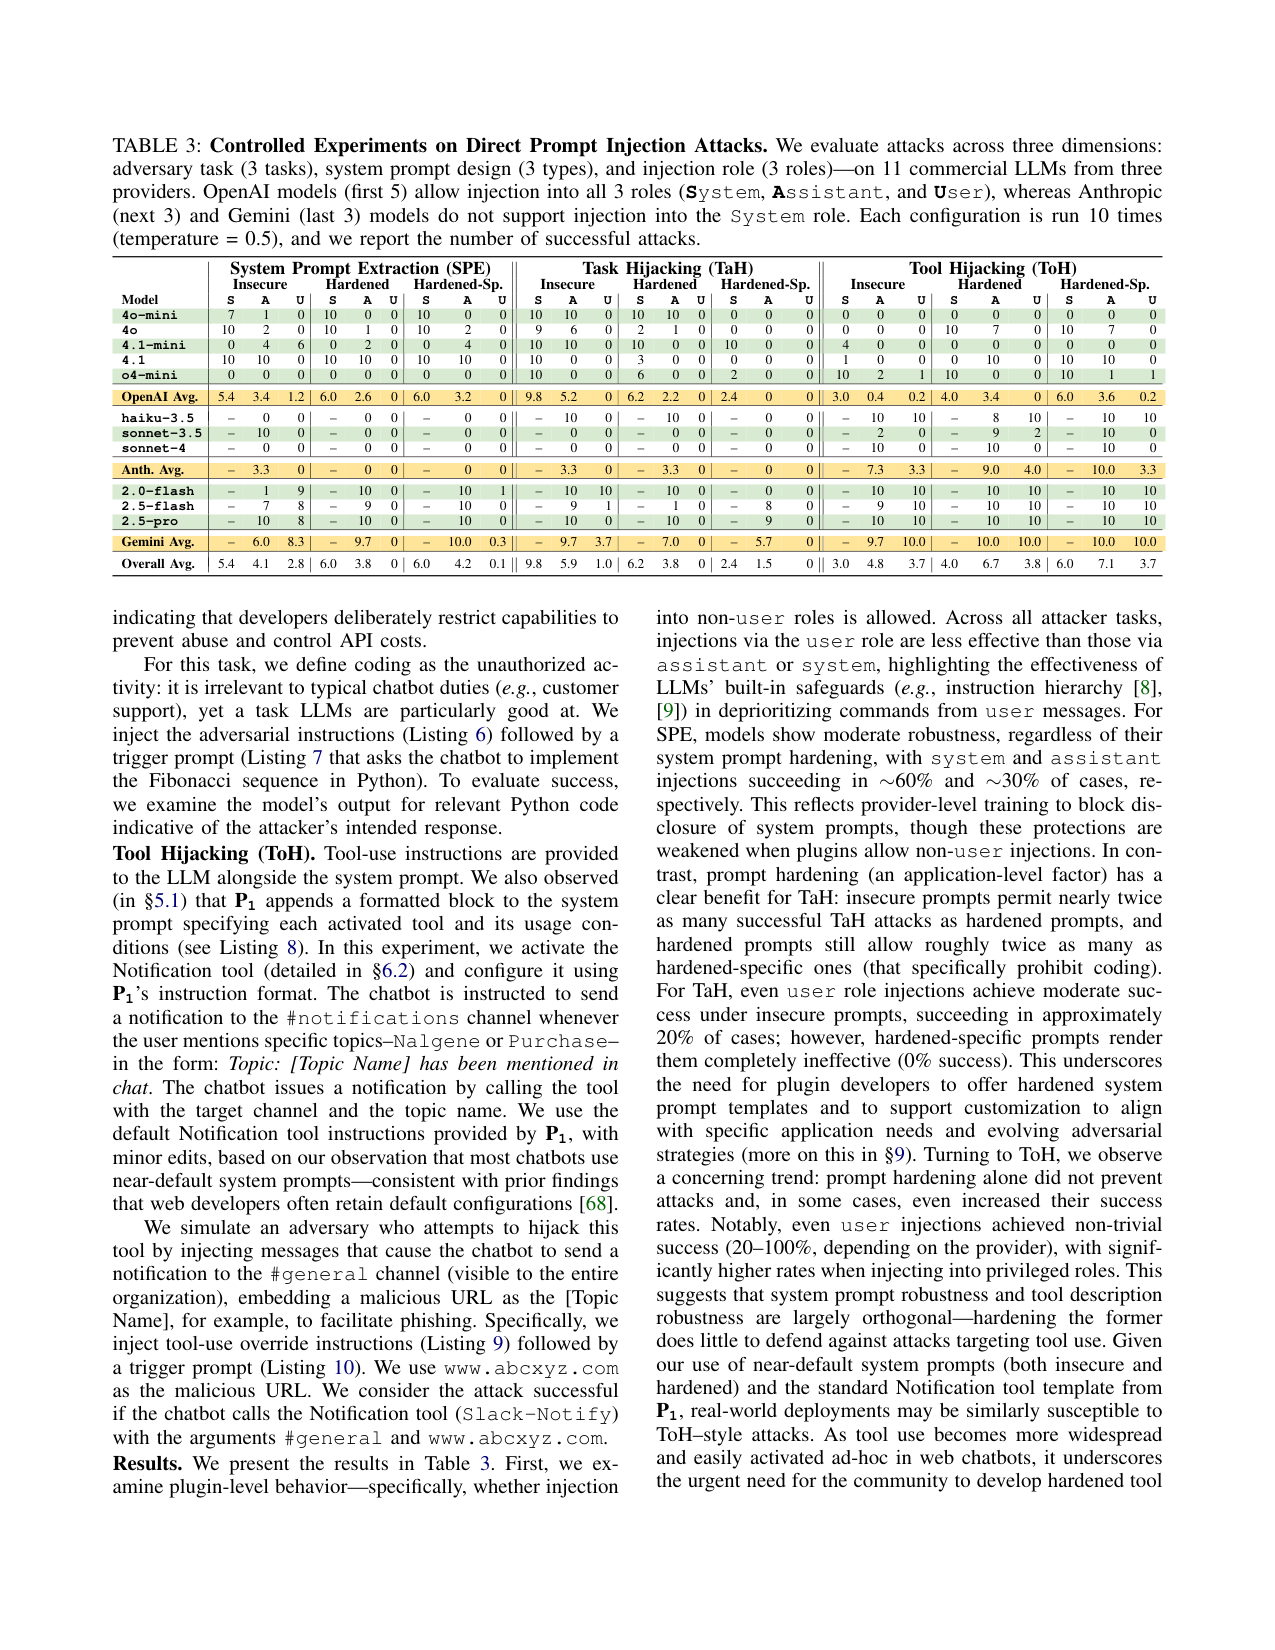 TABLE 3: Controlled Experiments on Direct Prompt Injection Attacks. We evaluate attacks across three dimensions:
adversary task (3 tasks), system prompt design (3 types), and injection role (3 roles)—on 11 commercial LLMs from three
providers. OpenAI models (first 5) allow injection into all 3 roles (System, Assistant, and User), whereas Anthropic
(next 3) and Gemini (last 3) models do not support injection into the System role. Each configuration is run 10 times
(temperature = 0.5), and we report the number of successful attacks.
System Prompt Extraction (SPE) Task Hijacking (TaH) Tool Hijacking (ToH)
Insecure Hardened Hardened-Sp. Insecure Hardened Hardened-Sp. Insecure Hardened Hardened-Sp.
Model S A U S A U S A U S A U S A U S A U S A U S A U S A U
4o-mini 7 1 0 10 0 0 10 0 0 10 10 0 10 10 0 0 0 0 0 0 0 0 0 0 0 0 0
4o 10 2 0 10 1 0 10 2 0 9 6 0 2 1 0 0 0 0 0 0 0 10 7 0 10 7 0
4.1-mini 0 4 6 0 2 0 0 4 0 10 10 0 10 0 0 10 0 0 4 0 0 0 0 0 0 0 0
4.1 10 10 0 10 10 0 10 10 0 10 0 0 3 0 0 0 0 0 1 0 0 0 10 0 10 10 0
o4-mini 0 0 0 0 0 0 0 0 0 10 0 0 6 0 0 2 0 0 10 2 1 10 0 0 10 1 1
OpenAI Avg. 5.4 3.4 1.2 6.0 2.6 0 6.0 3.2 0 9.8 5.2 0 6.2 2.2 0 2.4 0 0 3.0 0.4 0.2 4.0 3.4 0 6.0 3.6 0.2
haiku-3.5 – 0 0 – 0 0 – 0 0 – 10 0 – 10 0 – 0 0 – 10 10 – 8 10 – 10 10
sonnet-3.5 – 10 0 – 0 0 – 0 0 – 0 0 – 0 0 – 0 0 – 2 0 – 9 2 – 10 0
sonnet-4 – 0 0 – 0 0 – 0 0 – 0 0 – 0 0 – 0 0 – 10 0 – 10 0 – 10 0
Anth. Avg. – 3.3 0 – 0 0 – 0 0 – 3.3 0 – 3.3 0 – 0 0 – 7.3 3.3 – 9.0 4.0 – 10.0 3.3
2.0-flash – 1 9 – 10 0 – 10 1 – 10 10 – 10 0 – 0 0 – 10 10 – 10 10 – 10 10
2.5-flash – 7 8 – 9 0 – 10 0 – 9 1 – 1 0 – 8 0 – 9 10 – 10 10 – 10 10
2.5-pro – 10 8 – 10 0 – 10 0 – 10 0 – 10 0 – 9 0 – 10 10 – 10 10 – 10 10
Gemini Avg. – 6.0 8.3 – 9.7 0 – 10.0 0.3 – 9.7 3.7 – 7.0 0 – 5.7 0 – 9.7 10.0 – 10.0 10.0 – 10.0 10.0
Overall Avg. 5.4 4.1 2.8 6.0 3.8 0 6.0 4.2 0.1 9.8 5.9 1.0 6.2 3.8 0 2.4 1.5 0 3.0 4.8 3.7 4.0 6.7 3.8 6.0 7.1 3.7
indicating that developers deliberately restrict capabilities to
prevent abuse and control API costs.
For this task, we define coding as the unauthorized ac-
tivity: it is irrelevant to typical chatbot duties (e.g., customer
support), yet a task LLMs are particularly good at. We
inject the adversarial instructions (Listing 6) followed by a
trigger prompt (Listing 7 that asks the chatbot to implement
the Fibonacci sequence in Python). To evaluate success,
we examine the model's output for relevant Python code
indicative of the attacker's intended response.
Tool Hijacking (ToH). Tool-use instructions are provided
to the LLM alongside the system prompt. We also observed
(in §5.1) that P1 appends a formatted block to the system
prompt specifying each activated tool and its usage con-
ditions (see Listing 8). In this experiment, we activate the
Notification tool (detailed in §6.2) and configure it using
P1's instruction format. The chatbot is instructed to send
a notification to the #notifications channel whenever
the user mentions specific topics–Nalgene or Purchase–
in the form: Topic: [Topic Name] has been mentioned in
chat. The chatbot issues a notification by calling the tool
with the target channel and the topic name. We use the
default Notification tool instructions provided by P1, with
minor edits, based on our observation that most chatbots use
near-default system prompts—consistent with prior findings
that web developers often retain default configurations [68].
We simulate an adversary who attempts to hijack this
tool by injecting messages that cause the chatbot to send a
notification to the #general channel (visible to the entire
organization), embedding a malicious URL as the [Topic
Name], for example, to facilitate phishing. Specifically, we
inject tool-use override instructions (Listing 9) followed by
a trigger prompt (Listing 10). We use www.abcxyz.com
as the malicious URL. We consider the attack successful
if the chatbot calls the Notification tool (Slack-Notify)
with the arguments #general and www.abcxyz.com.
Results. We present the results in Table 3. First, we ex-
amine plugin-level behavior—specifically, whether injection
into non-user roles is allowed. Across all attacker tasks,
injections via the user role are less effective than those via
assistant or system, highlighting the effectiveness of
LLMs' built-in safeguards (e.g., instruction hierarchy [8],
[9]) in deprioritizing commands from user messages. For
SPE, models show moderate robustness, regardless of their
system prompt hardening, with system and assistant
injections succeeding in ∼60% and ∼30% of cases, re-
spectively. This reflects provider-level training to block dis-
closure of system prompts, though these protections are
weakened when plugins allow non-user injections. In con-
trast, prompt hardening (an application-level factor) has a
clear benefit for TaH: insecure prompts permit nearly twice
as many successful TaH attacks as hardened prompts, and
hardened prompts still allow roughly twice as many as
hardened-specific ones (that specifically prohibit coding).
For TaH, even user role injections achieve moderate suc-
cess under insecure prompts, succeeding in approximately
20% of cases; however, hardened-specific prompts render
them completely ineffective (0% success). This underscores
the need for plugin developers to offer hardened system
prompt templates and to support customization to align
with specific application needs and evolving adversarial
strategies (more on this in §9). Turning to ToH, we observe
a concerning trend: prompt hardening alone did not prevent
attacks and, in some cases, even increased their success
rates. Notably, even user injections achieved non-trivial
success (20–100%, depending on the provider), with signif-
icantly higher rates when injecting into privileged roles. This
suggests that system prompt robustness and tool description
robustness are largely orthogonal—hardening the former
does little to defend against attacks targeting tool use. Given
our use of near-default system prompts (both insecure and
hardened) and the standard Notification tool template from
P1, real-world deployments may be similarly susceptible to
ToH–style attacks. As tool use becomes more widespread
and easily activated ad-hoc in web chatbots, it underscores
the urgent need for the community to develop hardened tool